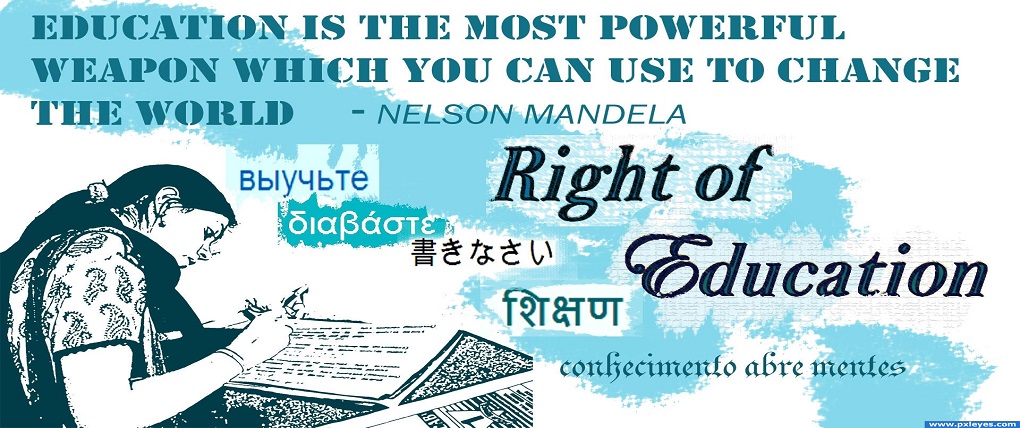 EDUCATION IS THE MOST POWERFUL
WEAPON WHICH YOU CAN USE TO CHANGE
THE WORLD - NELSON MANDELA
Right of
Education
выучьте
διαβάστε
書きなさい
शिक्षण
conhecimento abre mentes
www.pxleyes.com